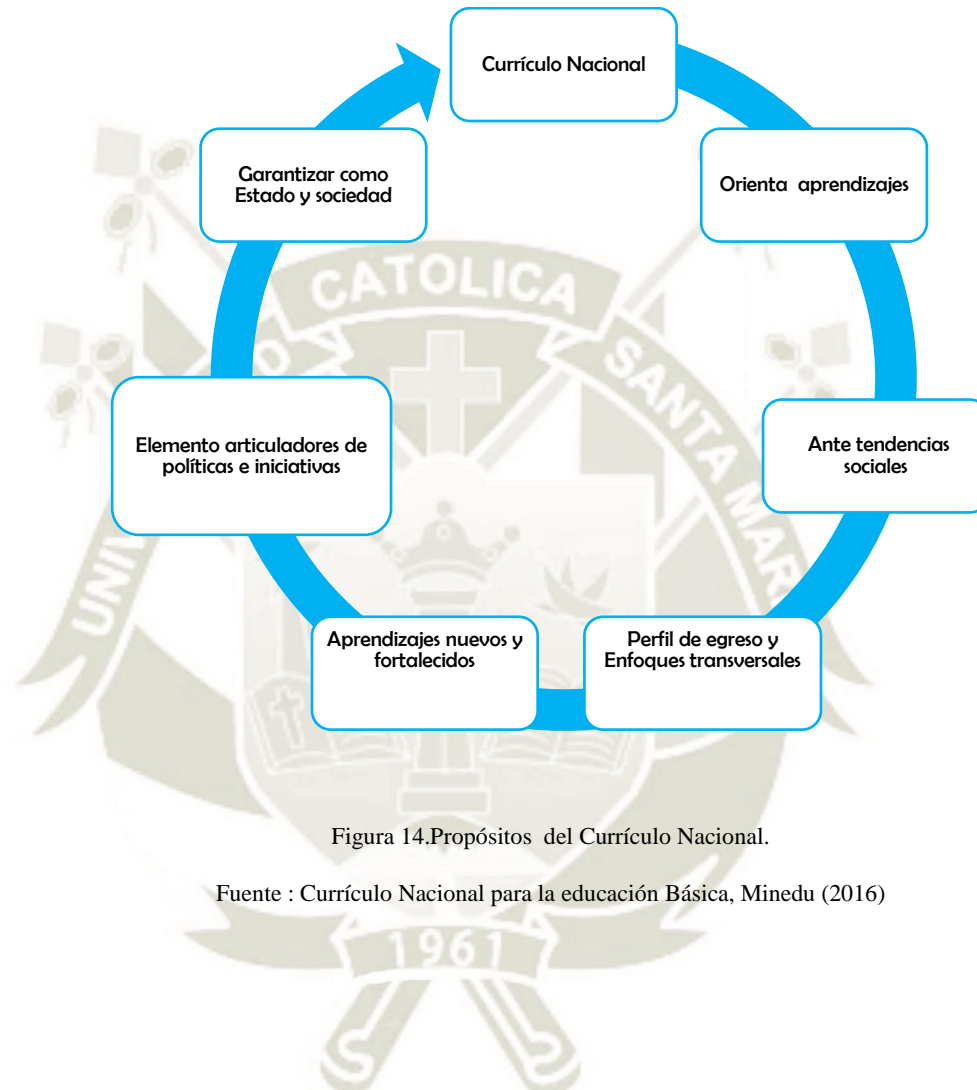 Currículo Nacional
Orienta aprendizajes
Ante tendencias
sociales
Perfil de egreso y
Enfoques transversales
Aprendizajes nuevos y
fortalecidos
Elemento articuladores de
políticas e iniciativas
Garantizar como
Estado y sociedad
CATOLICA
SANTA MAR
UNIV
D
1961
Figura 14.Propósitos del Currículo Nacional.
Fuente : Currículo Nacional para la educación Básica, Minedu (2016)